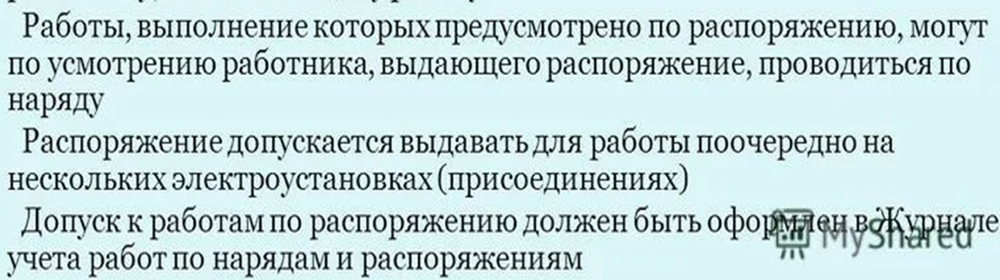 Работы, выполнение которых предусмотрено по распоряжению, могут
по усмотрению работника, выдающего распоряжение, проводиться по
наряду
Распоряжение допускается выдавать для работы поочередно на
нескольких электроустановках (присоединениях)
Допуск к работам по распоряжению должен быть оформлен в Журнале
учета работ по нарядам и распоряжениям
MyShared